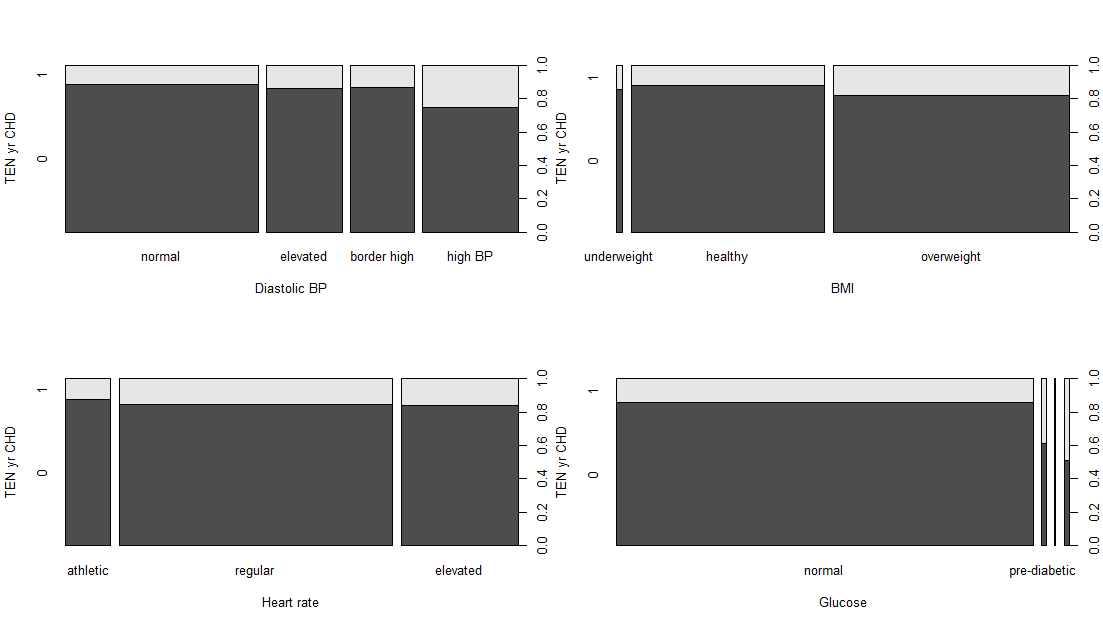 TEN yr CHD
0 1
0.0 0.2 0.4 0.6 0.8 1.0
normal elevated border high high BP
Diastolic BP
TEN yr CHD
0 1
0.0 0.2 0.4 0.6 0.8 1.0
underweight healthy overweight
BMI
TEN yr CHD
0 1
0.0 0.2 0.4 0.6 0.8 1.0
athletic regular elevated
Heart rate
TEN yr CHD
0 1
0.0 0.2 0.4 0.6 0.8 1.0
normal pre-diabetic
Glucose